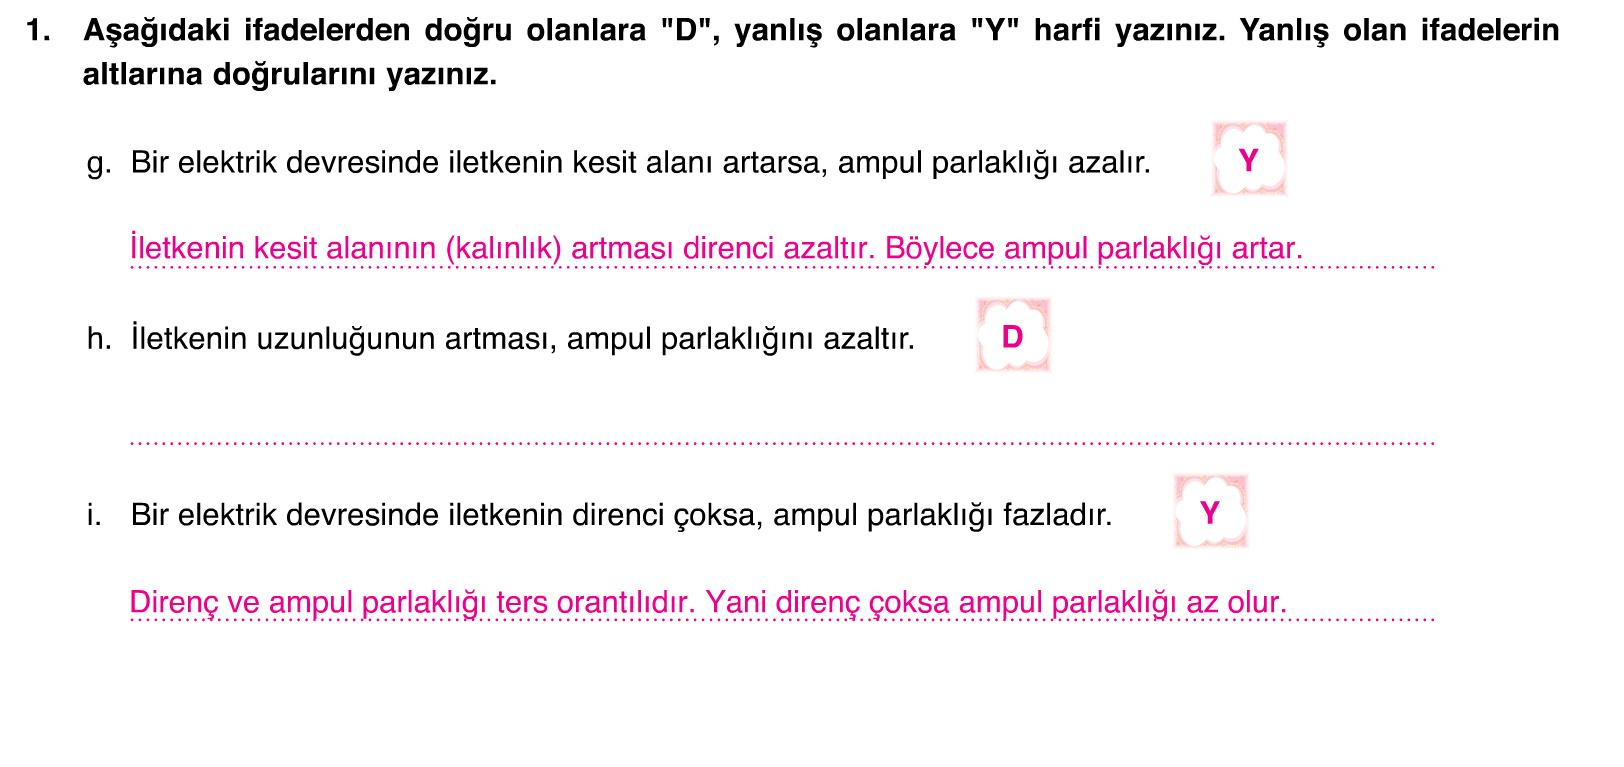 1. Aşağıdaki ifadelerden doğru olanlara "D", yanlış olanlara "Y" harfi yazınız. Yanlış olan ifadelerin
altlarına doğrularını yazınız.
g. Bir elektrik devresinde iletkenin kesit alanı artarsa, ampul parlaklığı azalır. Y
İletkenin kesit alanının (kalınlık) artması direnci azaltır. Böylece ampul parlaklığı artar.
h. İletkenin uzunluğunun artması, ampul parlaklığını azaltır. D
i. Bir elektrik devresinde iletkenin direnci çoksa, ampul parlaklığı fazladır. Y
Direnç ve ampul parlaklığı ters orantılıdır. Yani direnç çoksa ampul parlaklığı az olur.